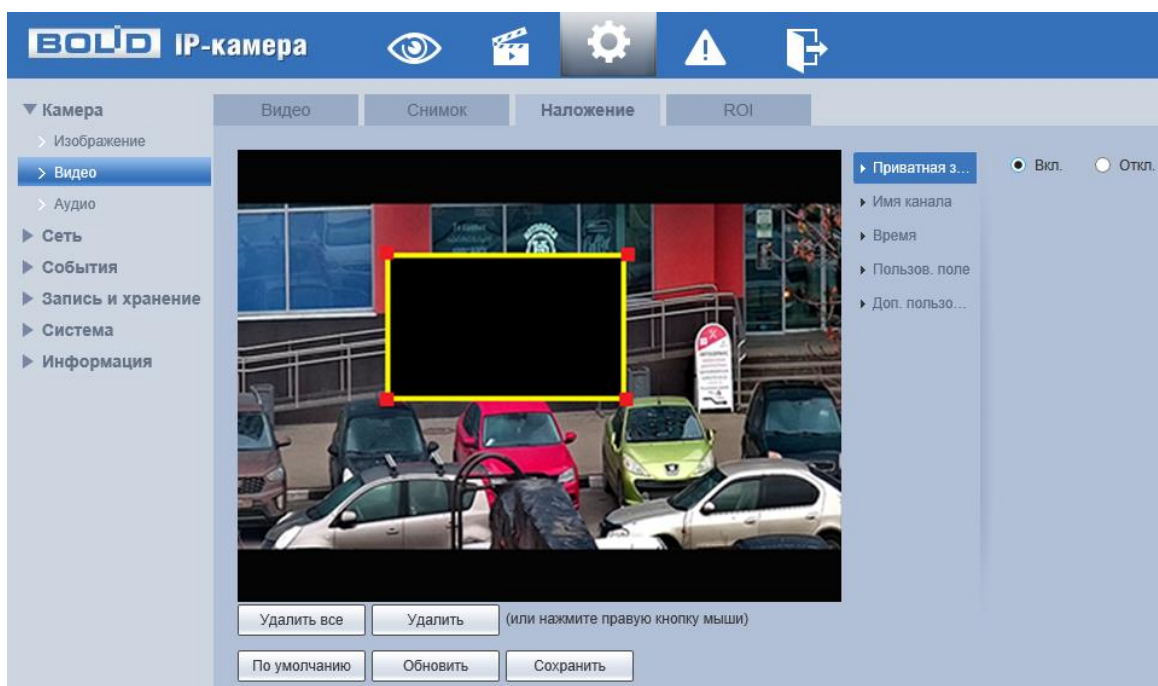 BOLID IP-камера
Камера
Изображение
Видео
Аудио
Сеть
События
Запись и хранение
Система
Информация
Видео
Снимок
Наложение
ROI
Приватная з...
Имя канала
Время
Пользов. поле
Доп. пользо...
Вкл.
Откл.
Удалить все
Удалить
(или нажмите правую кнопку мыши)
По умолчанию
Обновить
Сохранить